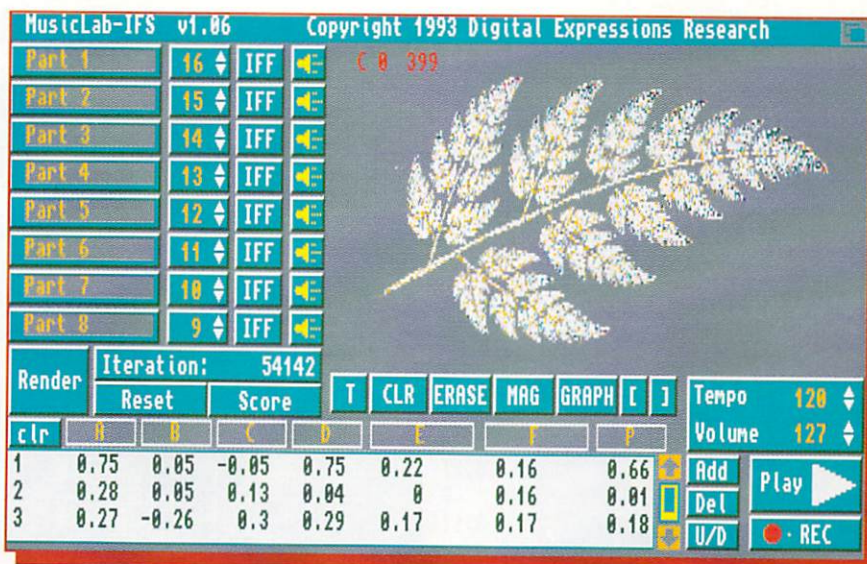 MusicLab-IFS v1.06 Copyright 1993 Digital Expressions Research
Part 1 16 IFF
C 0 399
Part 2 15 IFF
Part 3 14 IFF
Part 4 13 IFF
Part 5 12 IFF
Part 6 11 IFF
Part 7 10 IFF
Part 8 9 IFF
Render Iteration: 54142
Reset Score
T CLR ERASE MAG GRAPH [ ]
Tempo 120
Volume 127
clr A B C D E F P
1 0.75 0.05 -0.05 0.75 0.22 0.16 0.66
2 0.28 0.05 0.13 0.04 0 0.16 0.01
3 0.27 -0.26 0.3 0.29 0.17 0.17 0.18
Add
Del
U/D
Play
REC